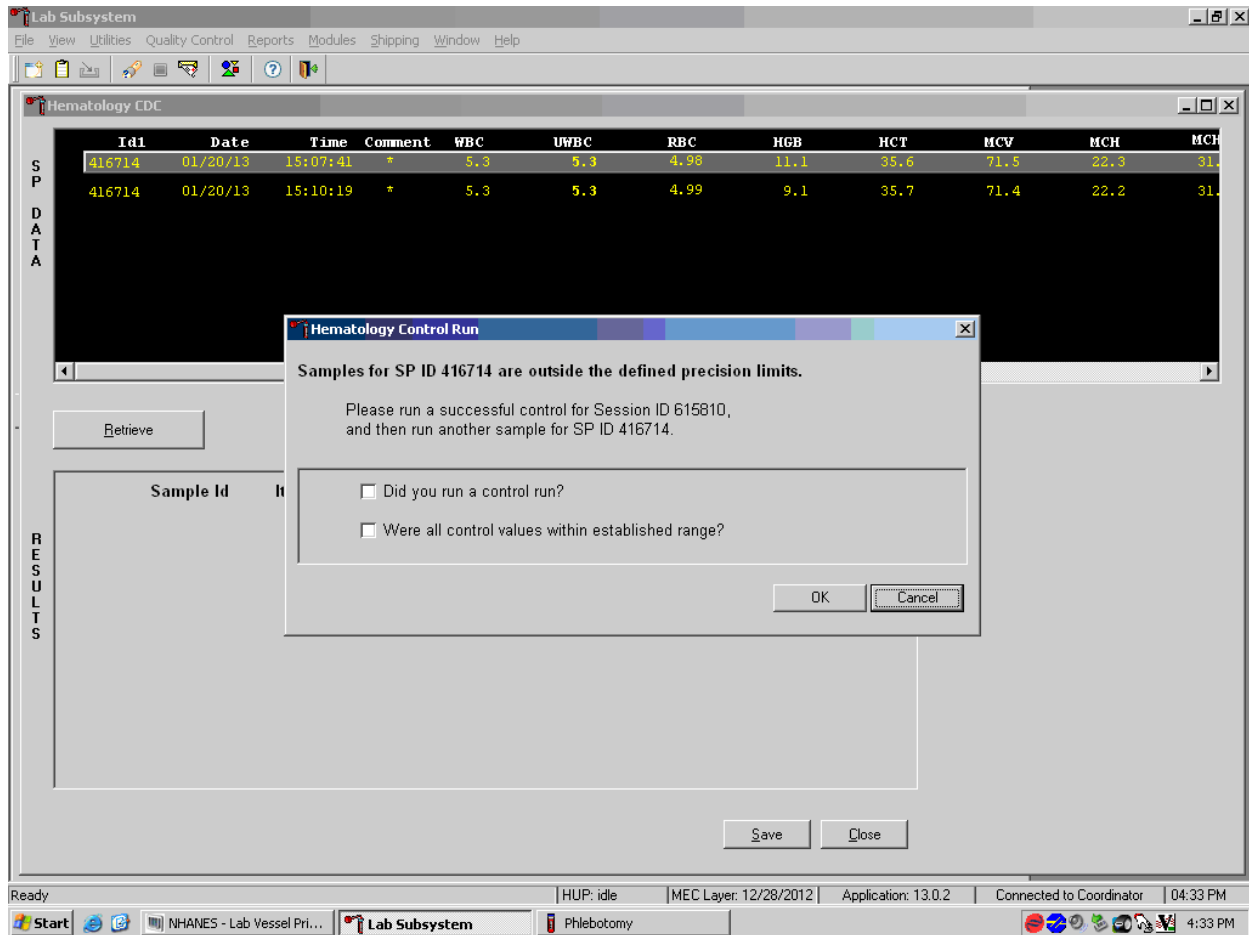 Lab Subsystem
File View Utilities Quality Control Reports Modules Shipping Window Help
Hematology CDC
SP DATA
Id1 Date Time Comment WBC UWBC RBC HGB HCT MCV MCH MCH
416714 01/20/13 15:07:41 * 5.3 5.3 4.98 11.1 35.6 71.5 22.3 31.
416714 01/20/13 15:10:19 * 5.3 5.3 4.99 9.1 35.7 71.4 22.2 31.
Hematology Control Run
Samples for SP ID 416714 are outside the defined precision limits.
Please run a successful control for Session ID 615810,
and then run another sample for SP ID 416714.
Did you run a control run?
Were all control values within established range?
OK Cancel
Retrieve
RESULTS
Sample Id It
Save Close
Ready HUP: idle MEC Layer: 12/28/2012 Application: 13.0.2 Connected to Coordinator 04:33 PM
Start NHANES - Lab Vessel Pri... Lab Subsystem Phlebotomy 4:33 PM